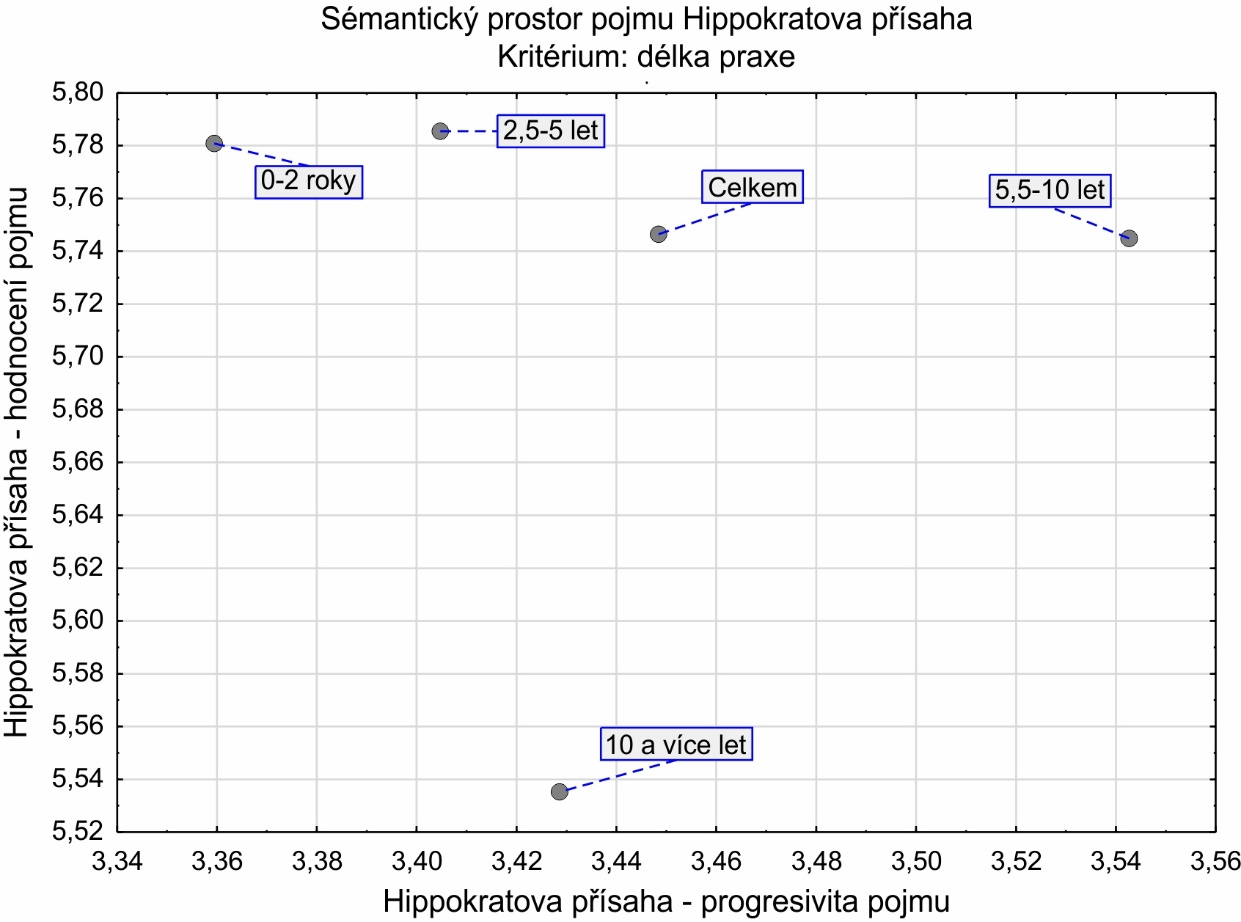 Sémantický prostor pojmu Hippokratova přísaha
Kritérium: délka praxe
Hippokratova přísaha - hodnocení pojmu
5,80
5,78
5,76
5,74
5,72
5,70
5,68
5,66
5,64
5,62
5,60
5,58
5,56
5,54
5,52
2,5-5 let
0-2 roky
Celkem
5,5-10 let
10 a více let
3,34 3,36 3,38 3,40 3,42 3,44 3,46 3,48 3,50 3,52 3,54 3,56
Hippokratova přísaha - progresivita pojmu